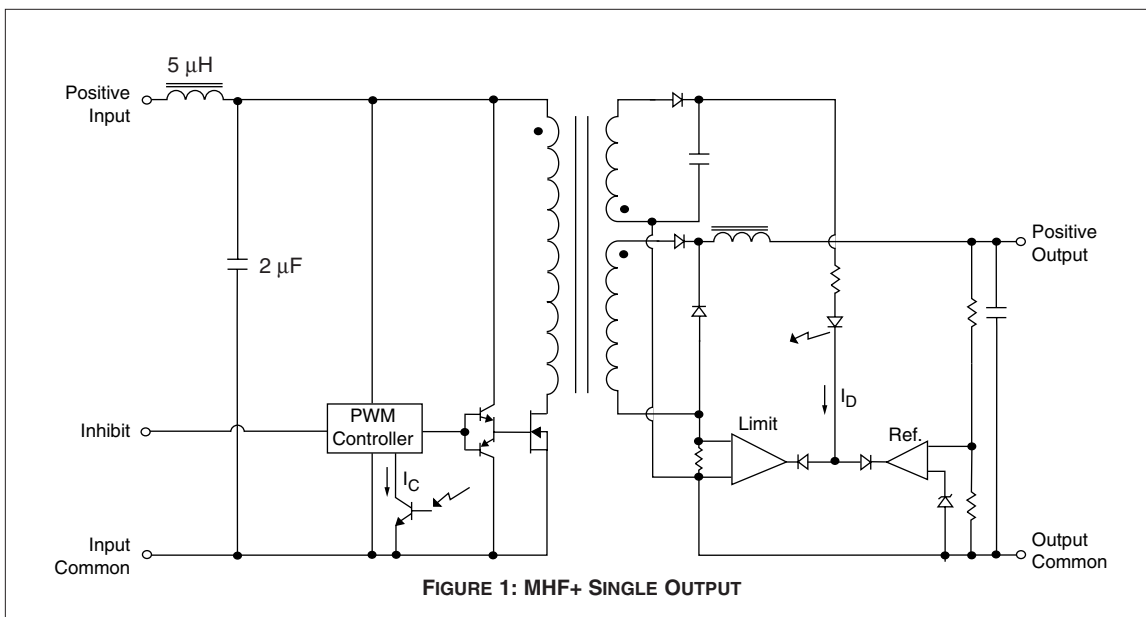 5 µH
Positive
Input
2 µF
Positive
Output
I_D
Inhibit
PWM
Controller
Limit
Ref.
I_C
Input
Common
Output
Common
FIGURE 1: MHF+ SINGLE OUTPUT